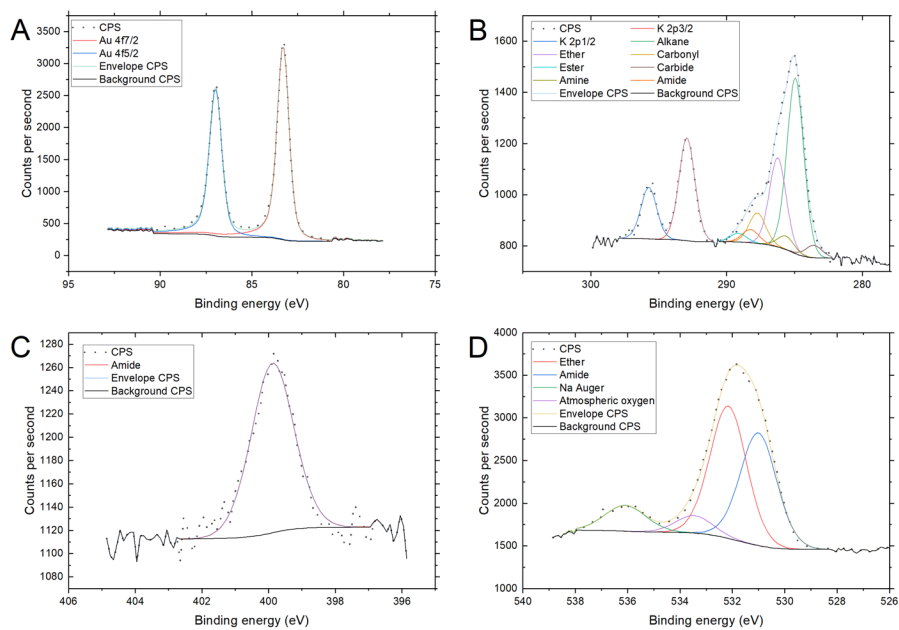 A
CPS
Au 4f7/2
Au 4f5/2
Envelope CPS
Background CPS
3500
3000
2500
2000
1500
1000
500
0
Counts per second
95 90 85 80 75
Binding energy (eV)
B
CPS K 2p3/2
K 2p1/2 Alkane
Ether Carbonyl
Ester Carbide
Amine Amide
Envelope CPS Background CPS
1600
1400
1200
1000
800
Counts per second
300 290 280
Binding energy (eV)
C
CPS
Amide
Envelope CPS
Background CPS
1280
1260
1240
1220
1200
1180
1160
1140
1120
1100
1080
Counts per second
406 404 402 400 398 396
Binding energy (eV)
D
CPS
Ether
Amide
Na Auger
Atmospheric oxygen
Envelope CPS
Background CPS
4000
3500
3000
2500
2000
1500
1000
Counts per second
540 538 536 534 532 530 528 526
Binding energy (eV)